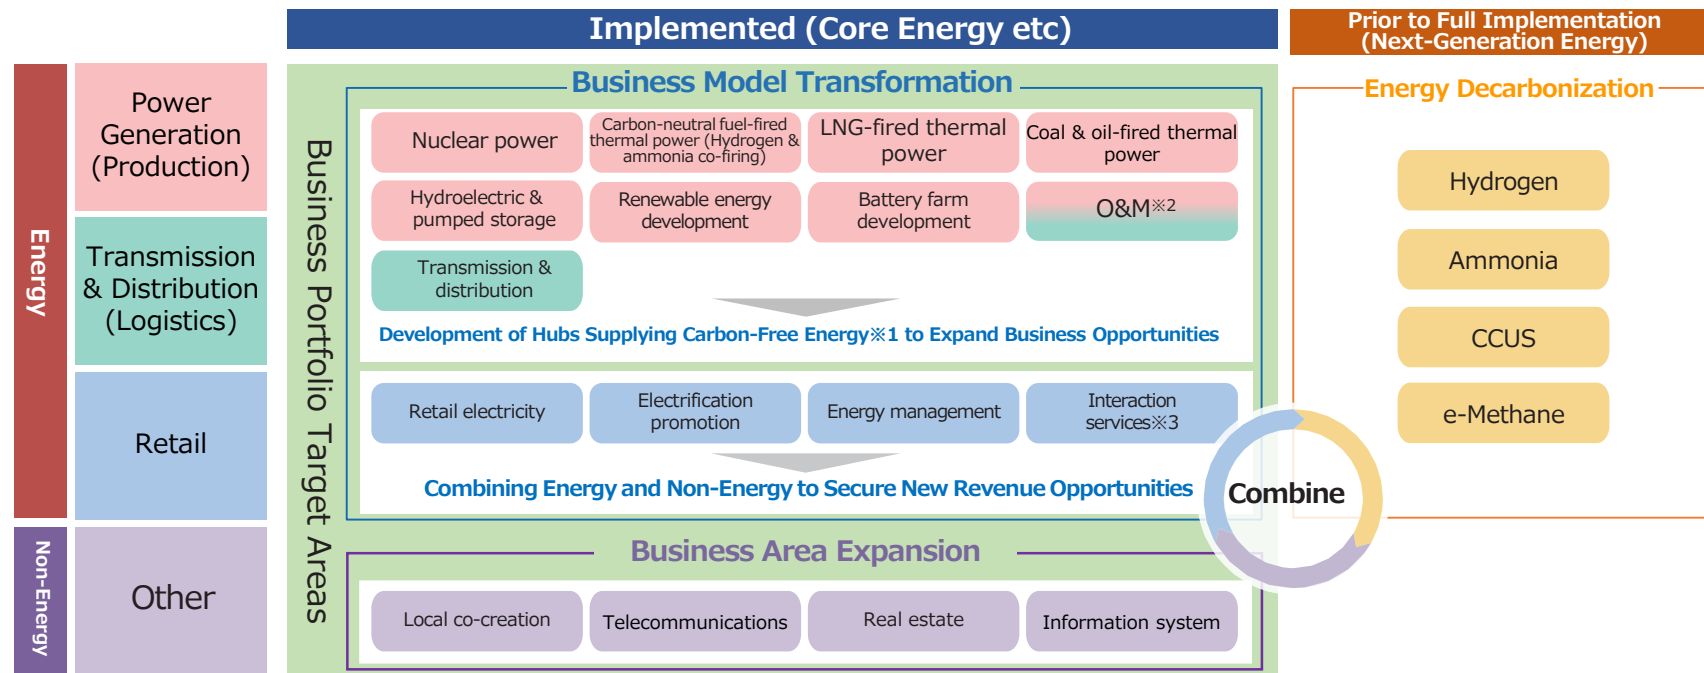 Implemented (Core Energy etc)
Prior to Full Implementation
(Next-Generation Energy)
Energy
Non-Energy
Power
Generation
(Production)
Transmission
& Distribution
(Logistics)
Retail
Other
Business Portfolio Target Areas
Business Model Transformation
Nuclear power
Carbon-neutral fuel-fired
thermal power (Hydrogen &
ammonia co-firing)
LNG-fired thermal
power
Coal & oil-fired thermal
power
Hydroelectric &
pumped storage
Renewable energy
development
Battery farm
development
O&M※2
Transmission &
distribution
Development of Hubs Supplying Carbon-Free Energy※1 to Expand Business Opportunities
Retail electricity
Electrification
promotion
Energy management
Interaction
services※3
Combining Energy and Non-Energy to Secure New Revenue Opportunities
Business Area Expansion
Local co-creation
Telecommunications
Real estate
Information system
Combine
Energy Decarbonization
Hydrogen
Ammonia
CCUS
e-Methane